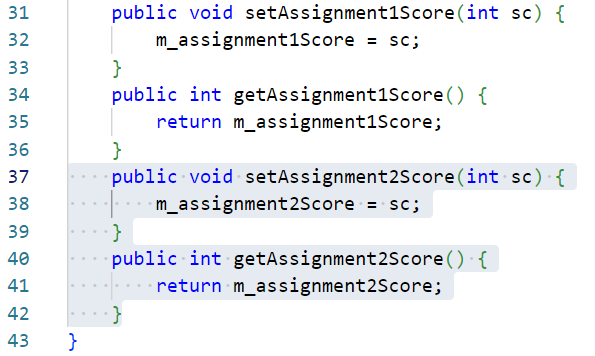 31 public void setAssignment1Score(int sc) {
32 m_assignment1Score = sc;
33 }
34 public int getAssignment1Score() {
35 return m_assignment1Score;
36 }
37 public void setAssignment2Score(int sc) {
38 m_assignment2Score = sc;
39 }
40 public int getAssignment2Score() {
41 return m_assignment2Score;
42 }
43 }